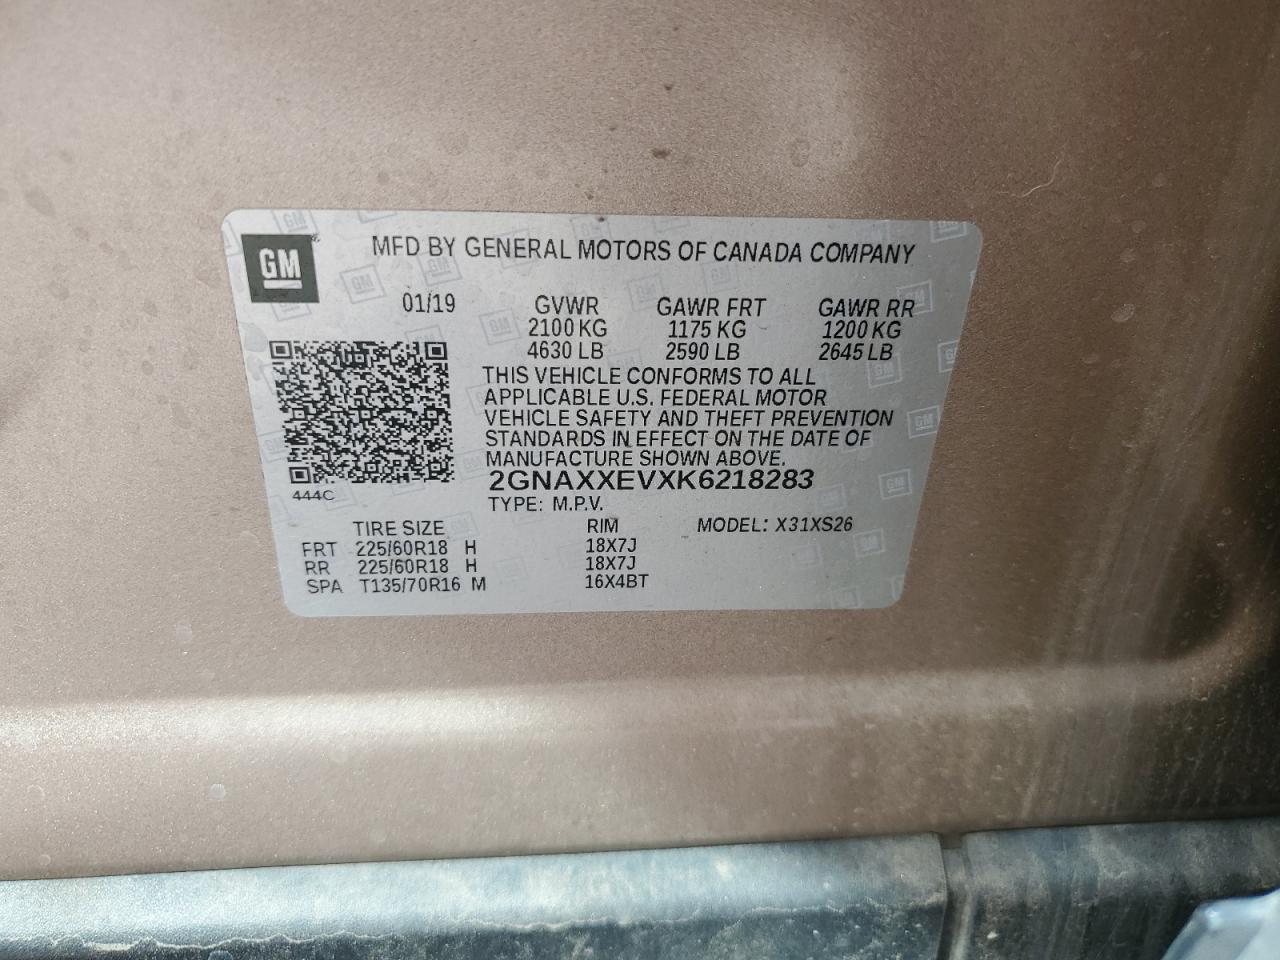 GM
MFD BY GENERAL MOTORS OF CANADA COMPANY
01/19 GVWR GAWR FRT GAWR RR
2100 KG 1175 KG 1200 KG
4630 LB 2590 LB 2645 LB
THIS VEHICLE CONFORMS TO ALL
APPLICABLE U.S. FEDERAL MOTOR
VEHICLE SAFETY AND THEFT PREVENTION
STANDARDS IN EFFECT ON THE DATE OF
MANUFACTURE SHOWN ABOVE.
2GNAXXEVXK6218283
444C
TYPE: M.P.V.
TIRE SIZE RIM MODEL: X31XS26
FRT 225/60R18 H 18X7J
RR 225/60R18 H 18X7J
SPA T135/70R16 M 16X4BT